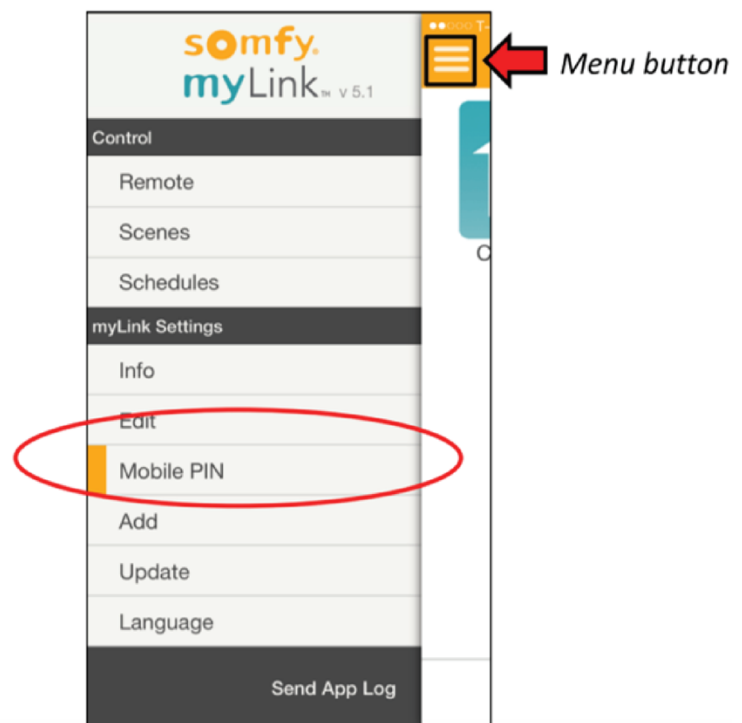 somfy.
myLink™ v 5.1
T-
Menu button
Control
Remote
Scenes
Schedules
C
myLink Settings
Info
Edit
Mobile PIN
Add
Update
Language
Send App Log